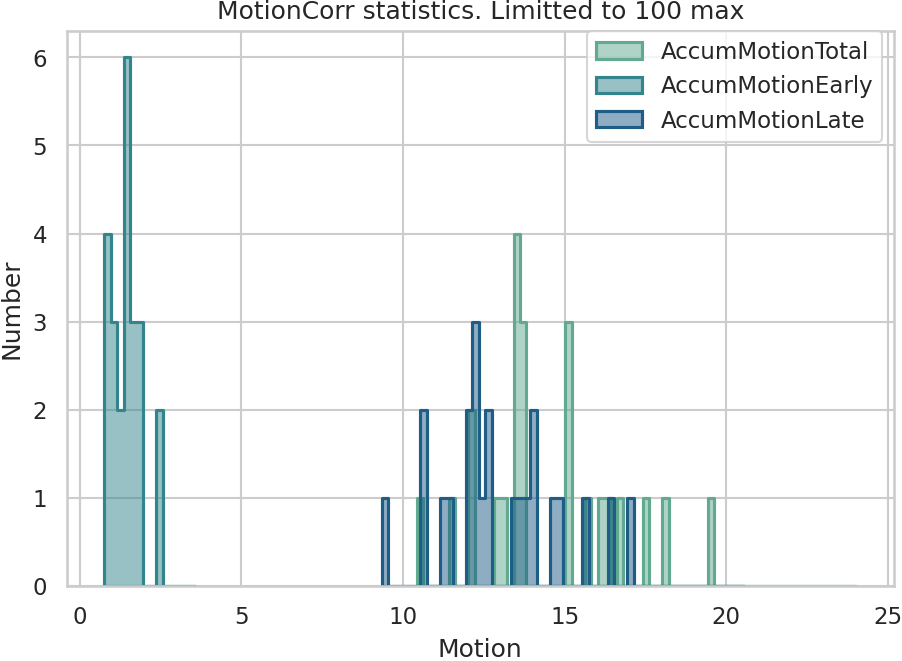 MotionCorr statistics. Limitted to 100 max
AccumMotionTotal
AccumMotionEarly
AccumMotionLate
Number
6
5
4
3
2
1
0
0 5 10 15 20 25
Motion